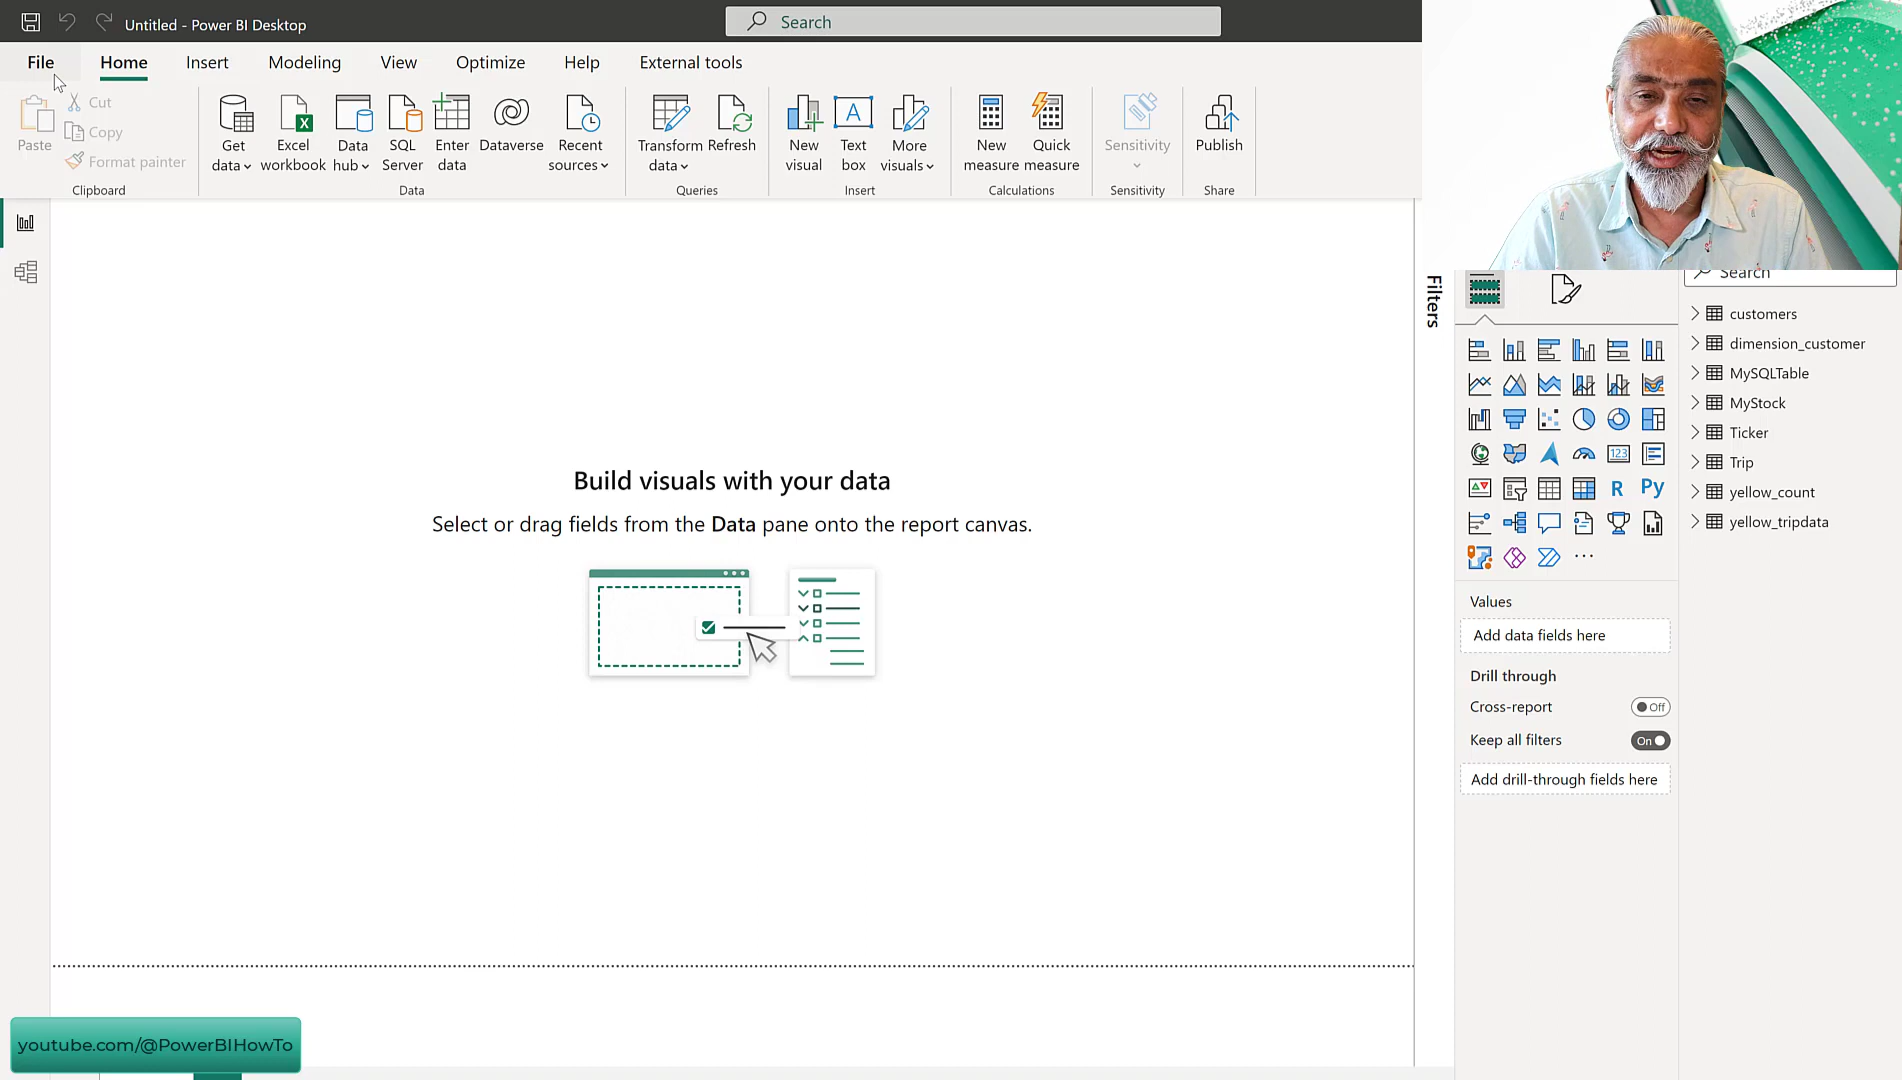 Untitled - Power BI Desktop
Search
File
Home
Insert
Modeling
View
Optimize
Help
External tools
Paste
Cut
Copy
Format painter
Clipboard
Get
data
Excel
workbook
Data
hub
SQL
Server
Enter
data
Dataverse
Recent
sources
Data
Transform
data
Refresh
Queries
New
visual
Text
box
More
visuals
Insert
New
measure
Quick
measure
Calculations
Sensitivity
Sensitivity
Publish
Share
Build visuals with your data
Select or drag fields from the Data pane onto the report canvas.
Filters
123
R
Py
Values
Add data fields here
Drill through
Cross-report
Off
Keep all filters
On
Add drill-through fields here
Search
customers
dimension_customer
MySQLTable
MyStock
Ticker
Trip
yellow_count
yellow_tripdata
youtube.com/@PowerBIHowTo